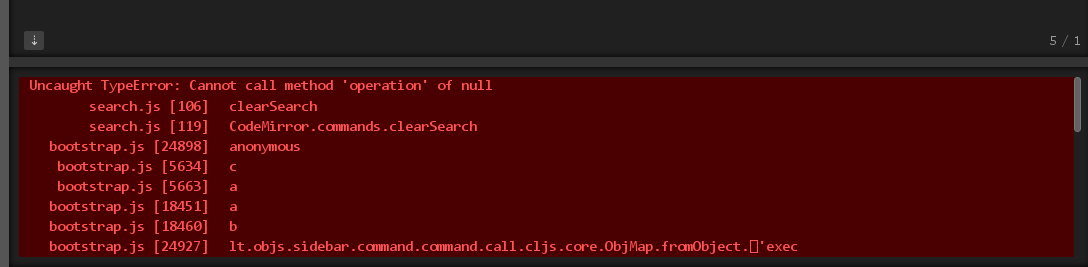 ⇣ 5 / 1
Uncaught TypeError: Cannot call method 'operation' of null
search.js [106] clearSearch
search.js [119] CodeMirror.commands.clearSearch
bootstrap.js [24898] anonymous
bootstrap.js [5634] c
bootstrap.js [5663] a
bootstrap.js [18451] a
bootstrap.js [18460] b
bootstrap.js [24927] lt.objs.sidebar.command.command.call.cljs.core.ObjMap.fromObject.▯'exec